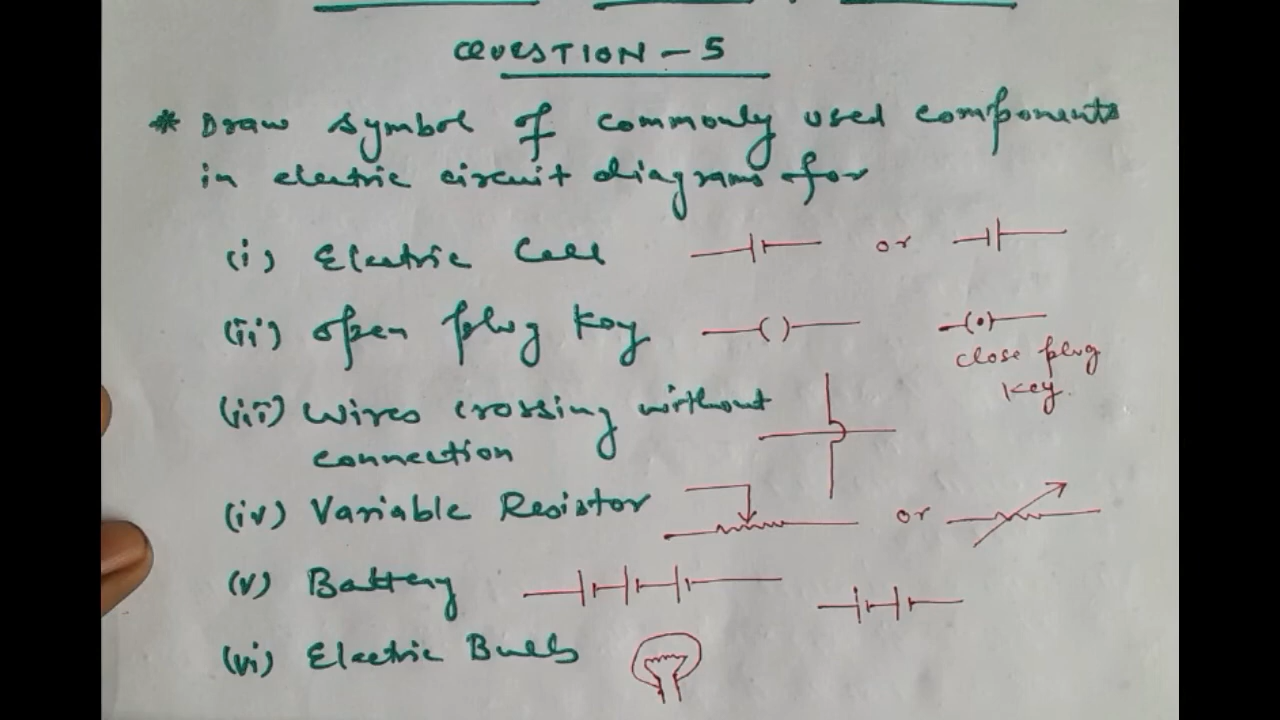 QUESTION - 5
* Draw symbol of commonly used components
in electric circuit diagrams for
(i) Electric Cell or
(ii) open plug key
close plug
key.
(iii) Wires crossing without
connection
(iv) Variable Resistor or
(v) Battery
(vi) Electric Bulb